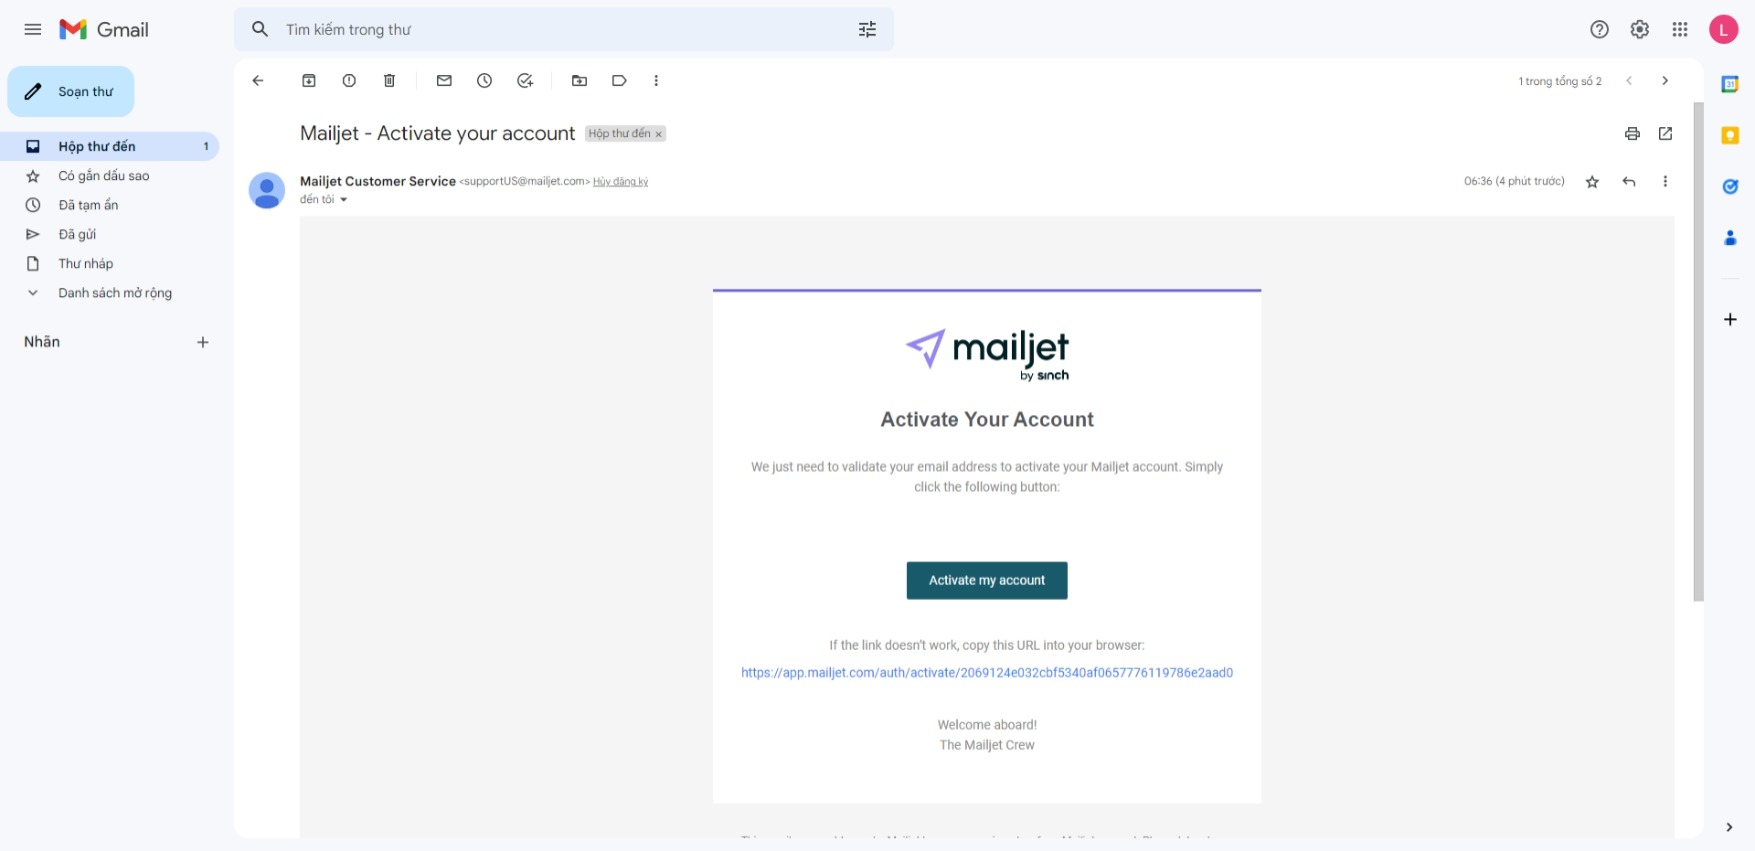 Gmail
Tìm kiếm trong thư
L
Soạn thư
1 trong tổng số 2
31
Hộp thư đến 1
Có gắn dấu sao
Đã tạm ẩn
Đã gửi
Thư nháp
Danh sách mở rộng
Nhãn
Mailjet - Activate your account Hộp thư đến x
Mailjet Customer Service <supportUS@mailjet.com> Hủy đăng ký
06:36 (4 phút trước)
đến tôi
mailjet
by sinch
Activate Your Account
We just need to validate your email address to activate your Mailjet account. Simply
click the following button:
Activate my account
If the link doesn't work, copy this URL into your browser:
https://app.mailjet.com/auth/activate/2069124e032cbf5340af0657776119786e2aad0
Welcome aboard!
The Mailjet Crew